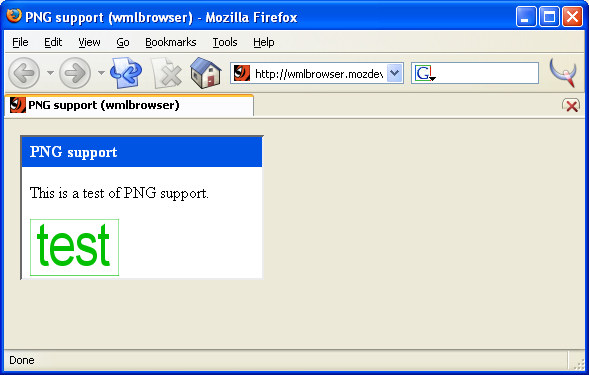 PNG support (wmlbrowser) - Mozilla Firefox
File Edit View Go Bookmarks Tools Help
http://wmlbrowser.mozdev
G
PNG support (wmlbrowser)
PNG support
This is a test of PNG support.
test
Done